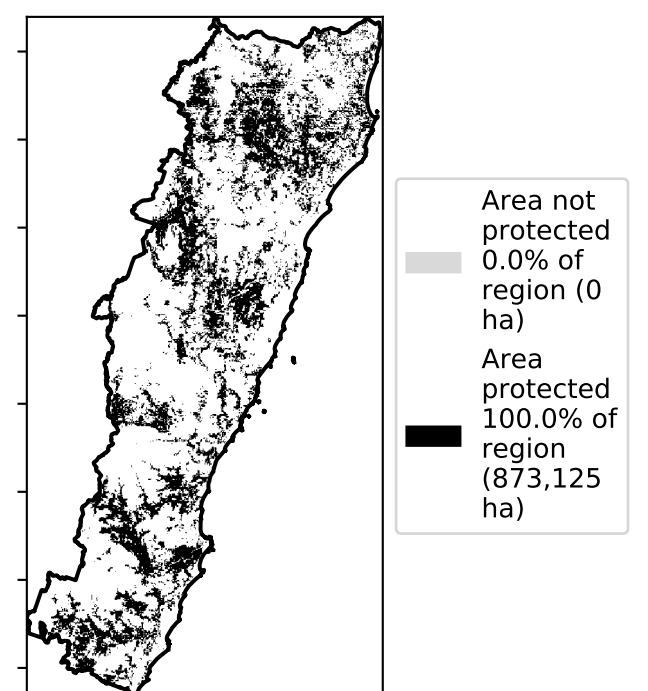 Area not
protected
0.0% of
region (0
ha)
Area
protected
100.0% of
region
(873,125
ha)